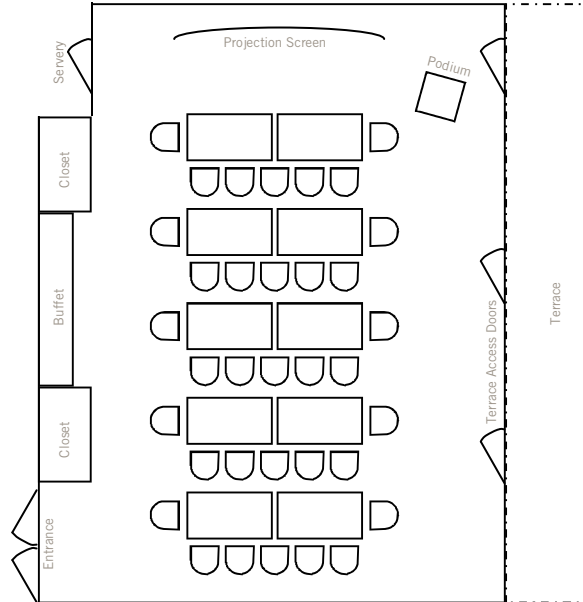 Projection Screen
Servery
Podium
Closet
Buffet
Terrace Access Doors
Terrace
Closet
Entrance